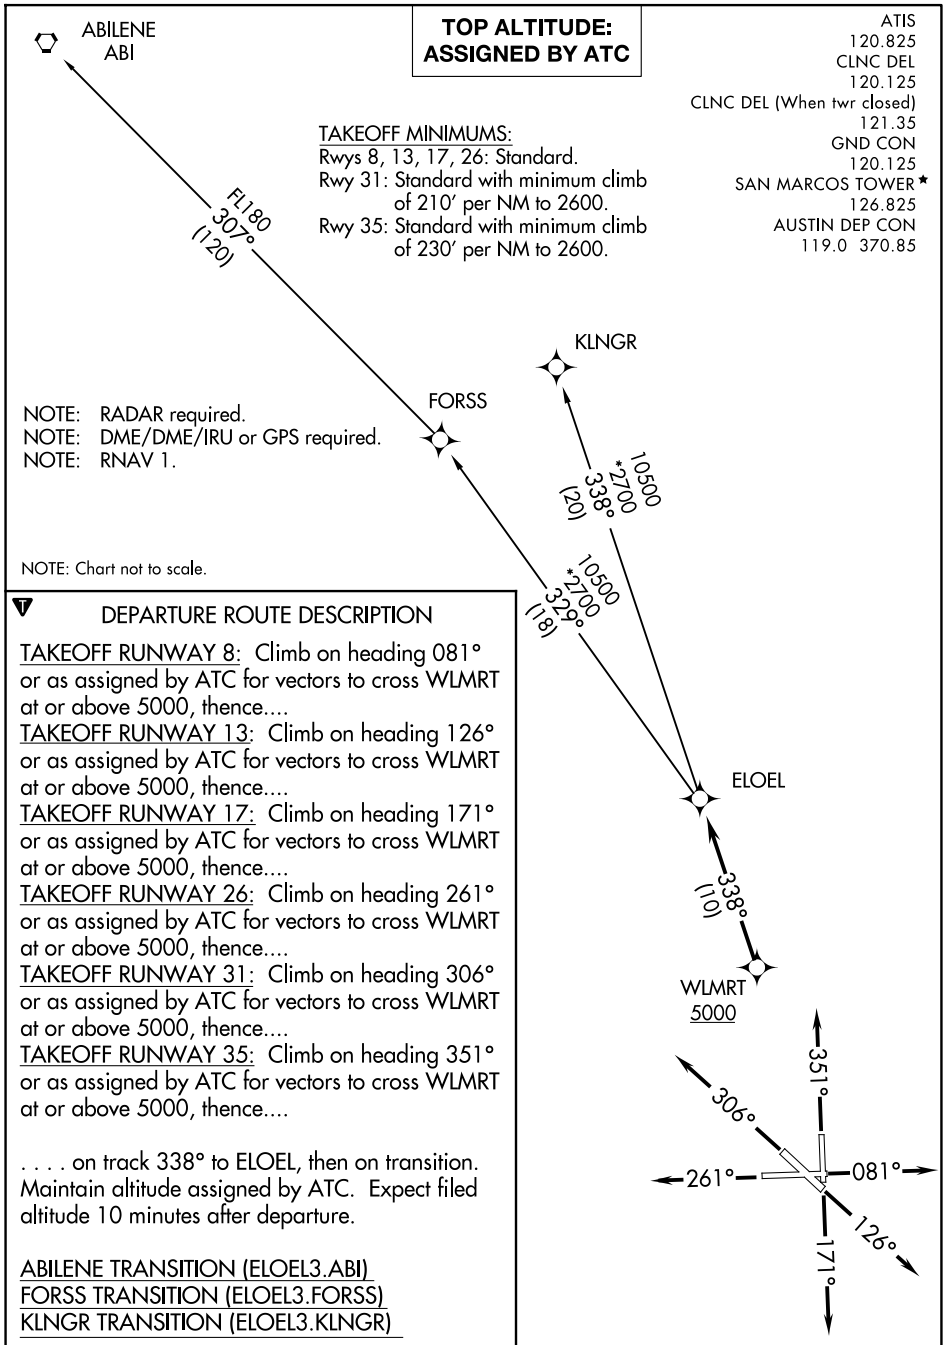 ABILENE
ABI
TOP ALTITUDE:
ASSIGNED BY ATC
ATIS
120.825
CLNC DEL
120.125
CLNC DEL (When twr closed)
121.35
GND CON
120.125
SAN MARCOS TOWER★
126.825
AUSTIN DEP CON
119.0 370.85
TAKEOFF MINIMUMS:
Rwys 8, 13, 17, 26: Standard.
Rwy 31: Standard with minimum climb
of 210' per NM to 2600.
Rwy 35: Standard with minimum climb
of 230' per NM to 2600.
FL180
307°
(120)
KLNGR
FORSS
NOTE: RADAR required.
NOTE: DME/DME/IRU or GPS required.
NOTE: RNAV 1.
10500
*2700
338°
(20)
10500
*2700
329°
(18)
NOTE: Chart not to scale.
ELOEL
338°
(10)
WLMRT
5000
351°
306°
261°
081°
126°
171°
T
DEPARTURE ROUTE DESCRIPTION
TAKEOFF RUNWAY 8: Climb on heading 081°
or as assigned by ATC for vectors to cross WLMRT
at or above 5000, thence....
TAKEOFF RUNWAY 13: Climb on heading 126°
or as assigned by ATC for vectors to cross WLMRT
at or above 5000, thence....
TAKEOFF RUNWAY 17: Climb on heading 171°
or as assigned by ATC for vectors to cross WLMRT
at or above 5000, thence....
TAKEOFF RUNWAY 26: Climb on heading 261°
or as assigned by ATC for vectors to cross WLMRT
at or above 5000, thence....
TAKEOFF RUNWAY 31: Climb on heading 306°
or as assigned by ATC for vectors to cross WLMRT
at or above 5000, thence....
TAKEOFF RUNWAY 35: Climb on heading 351°
or as assigned by ATC for vectors to cross WLMRT
at or above 5000, thence....
. . . . on track 338° to ELOEL, then on transition.
Maintain altitude assigned by ATC. Expect filed
altitude 10 minutes after departure.
ABILENE TRANSITION (ELOEL3.ABI)
FORSS TRANSITION (ELOEL3.FORSS)
KLNGR TRANSITION (ELOEL3.KLNGR)